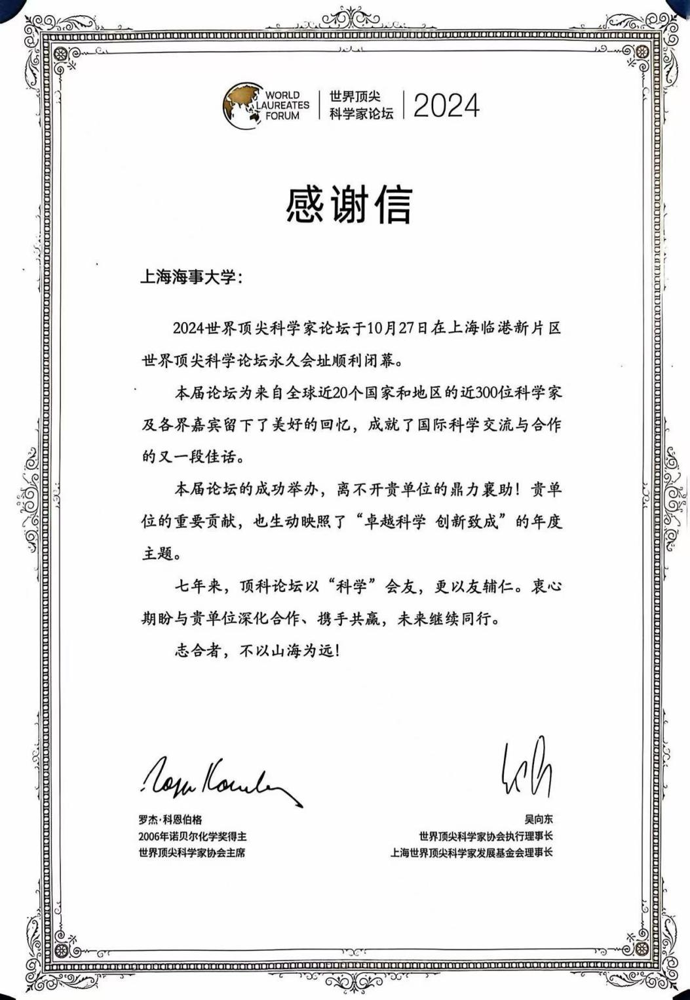 WORLD
LAUREATES
FORUM
世界顶尖
科学家论坛
2024
感谢信
上海海事大学：
2024世界顶尖科学家论坛于10月27日在上海临港新片区
世界顶尖科学论坛永久会址顺利闭幕。
本届论坛为来自全球近20个国家和地区的近300位科学家
及各界嘉宾留下了美好的回忆，成就了国际科学交流与合作
的又一段佳话。
本届论坛的成功举办，离不开贵单位的鼎力襄助！贵单
位的重要贡献，也生动映照了“卓越科学 创新致成”的年度
主题。
七年来，顶科论坛以“科学”会友，更以友辅仁。衷心
期盼与贵单位深化合作、携手共赢，未来继续同行。
志合者，不以山海为远！
罗杰·科恩伯格
2006年诺贝尔化学奖得主
世界顶尖科学家协会主席
吴向东
世界顶尖科学家协会执行理事长
上海世界顶尖科学家发展基金会理事长